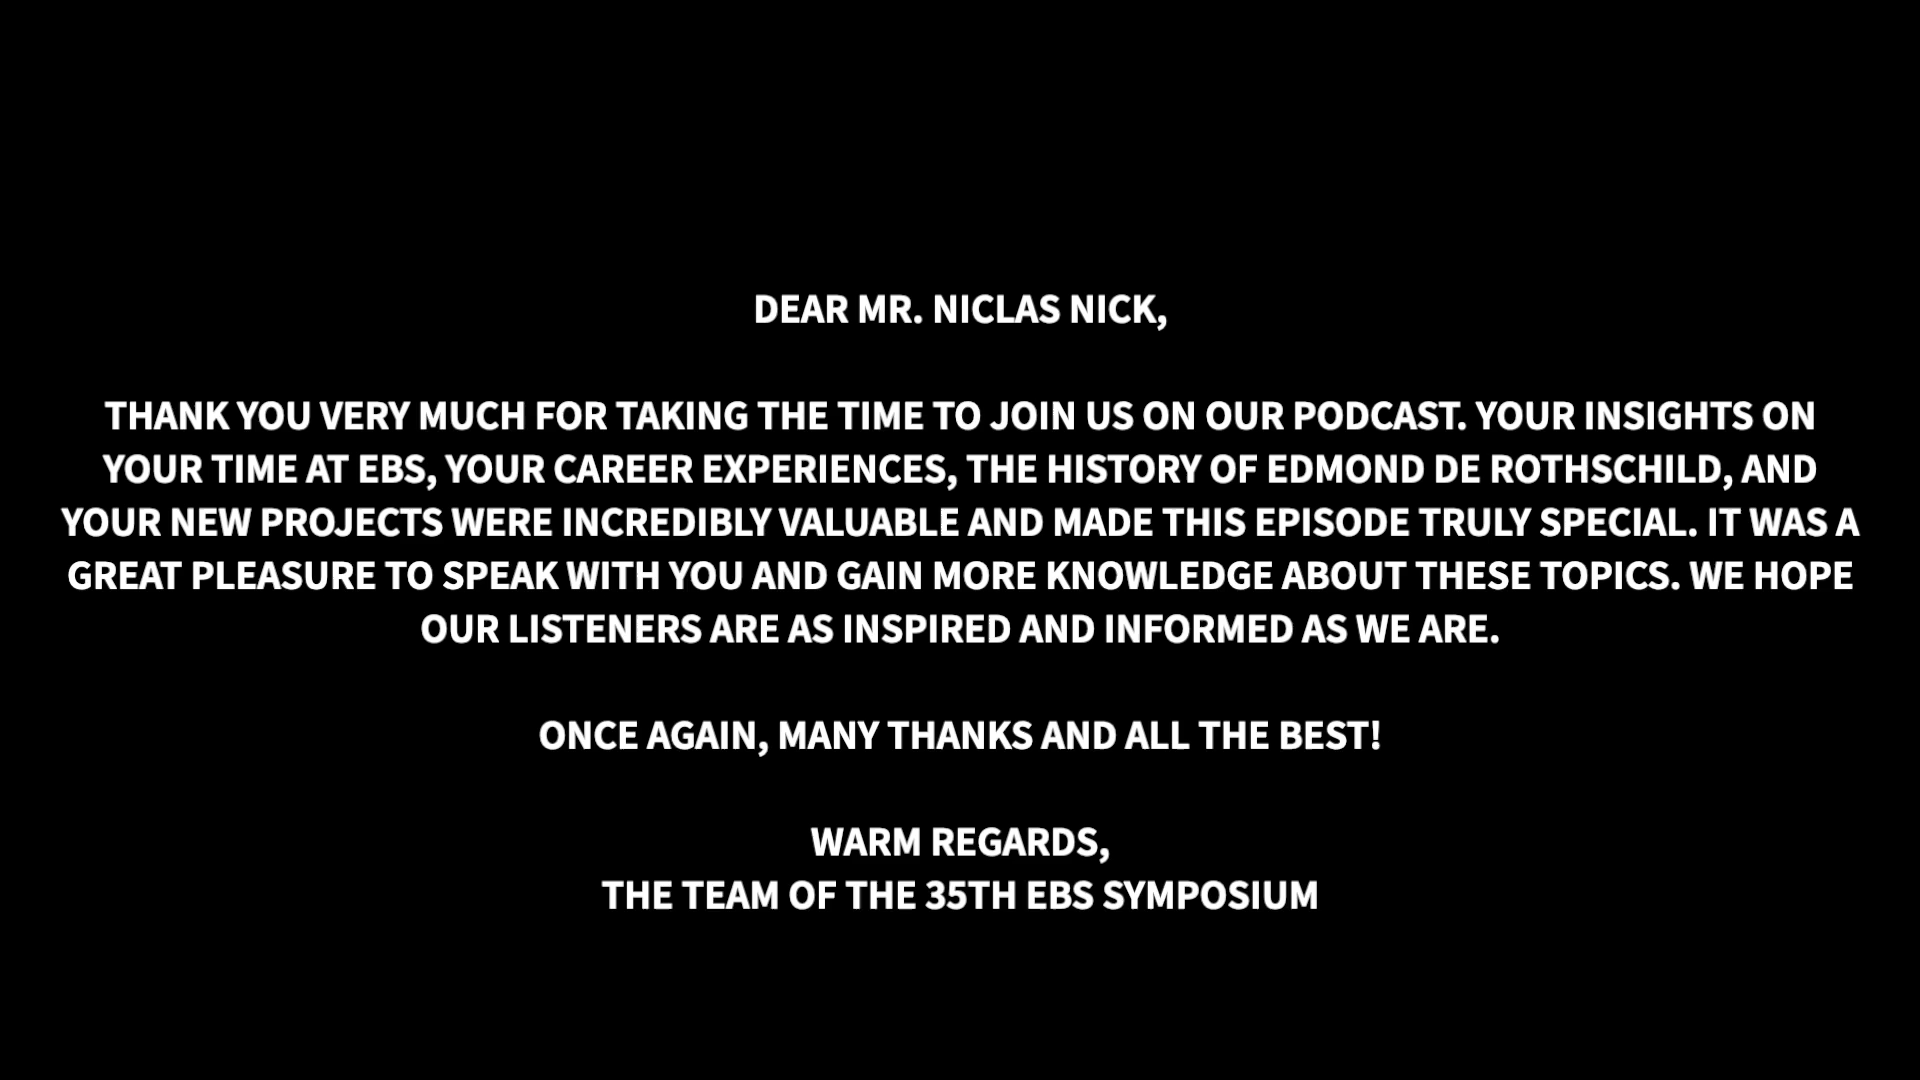 DEAR MR. NICLAS NICK,
THANK YOU VERY MUCH FOR TAKING THE TIME TO JOIN US ON OUR PODCAST. YOUR INSIGHTS ON
YOUR TIME AT EBS, YOUR CAREER EXPERIENCES, THE HISTORY OF EDMOND DE ROTHSCHILD, AND
YOUR NEW PROJECTS WERE INCREDIBLY VALUABLE AND MADE THIS EPISODE TRULY SPECIAL. IT WAS A
GREAT PLEASURE TO SPEAK WITH YOU AND GAIN MORE KNOWLEDGE ABOUT THESE TOPICS. WE HOPE
OUR LISTENERS ARE AS INSPIRED AND INFORMED AS WE ARE.
ONCE AGAIN, MANY THANKS AND ALL THE BEST!
WARM REGARDS,
THE TEAM OF THE 35TH EBS SYMPOSIUM